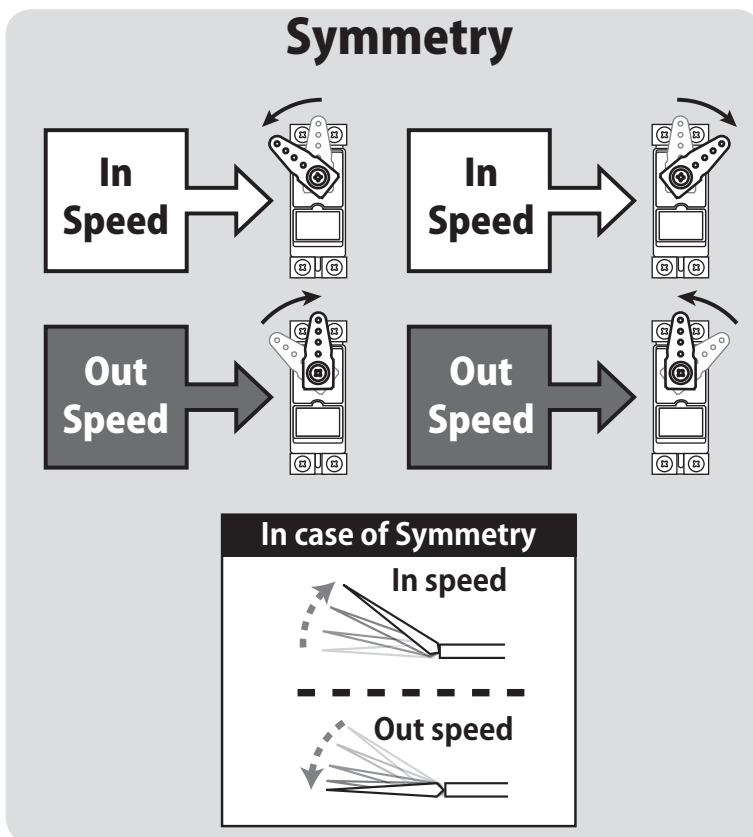 Symmetry
In
Speed
In
Speed
Out
Speed
Out
Speed
In case of Symmetry
In speed
Out speed